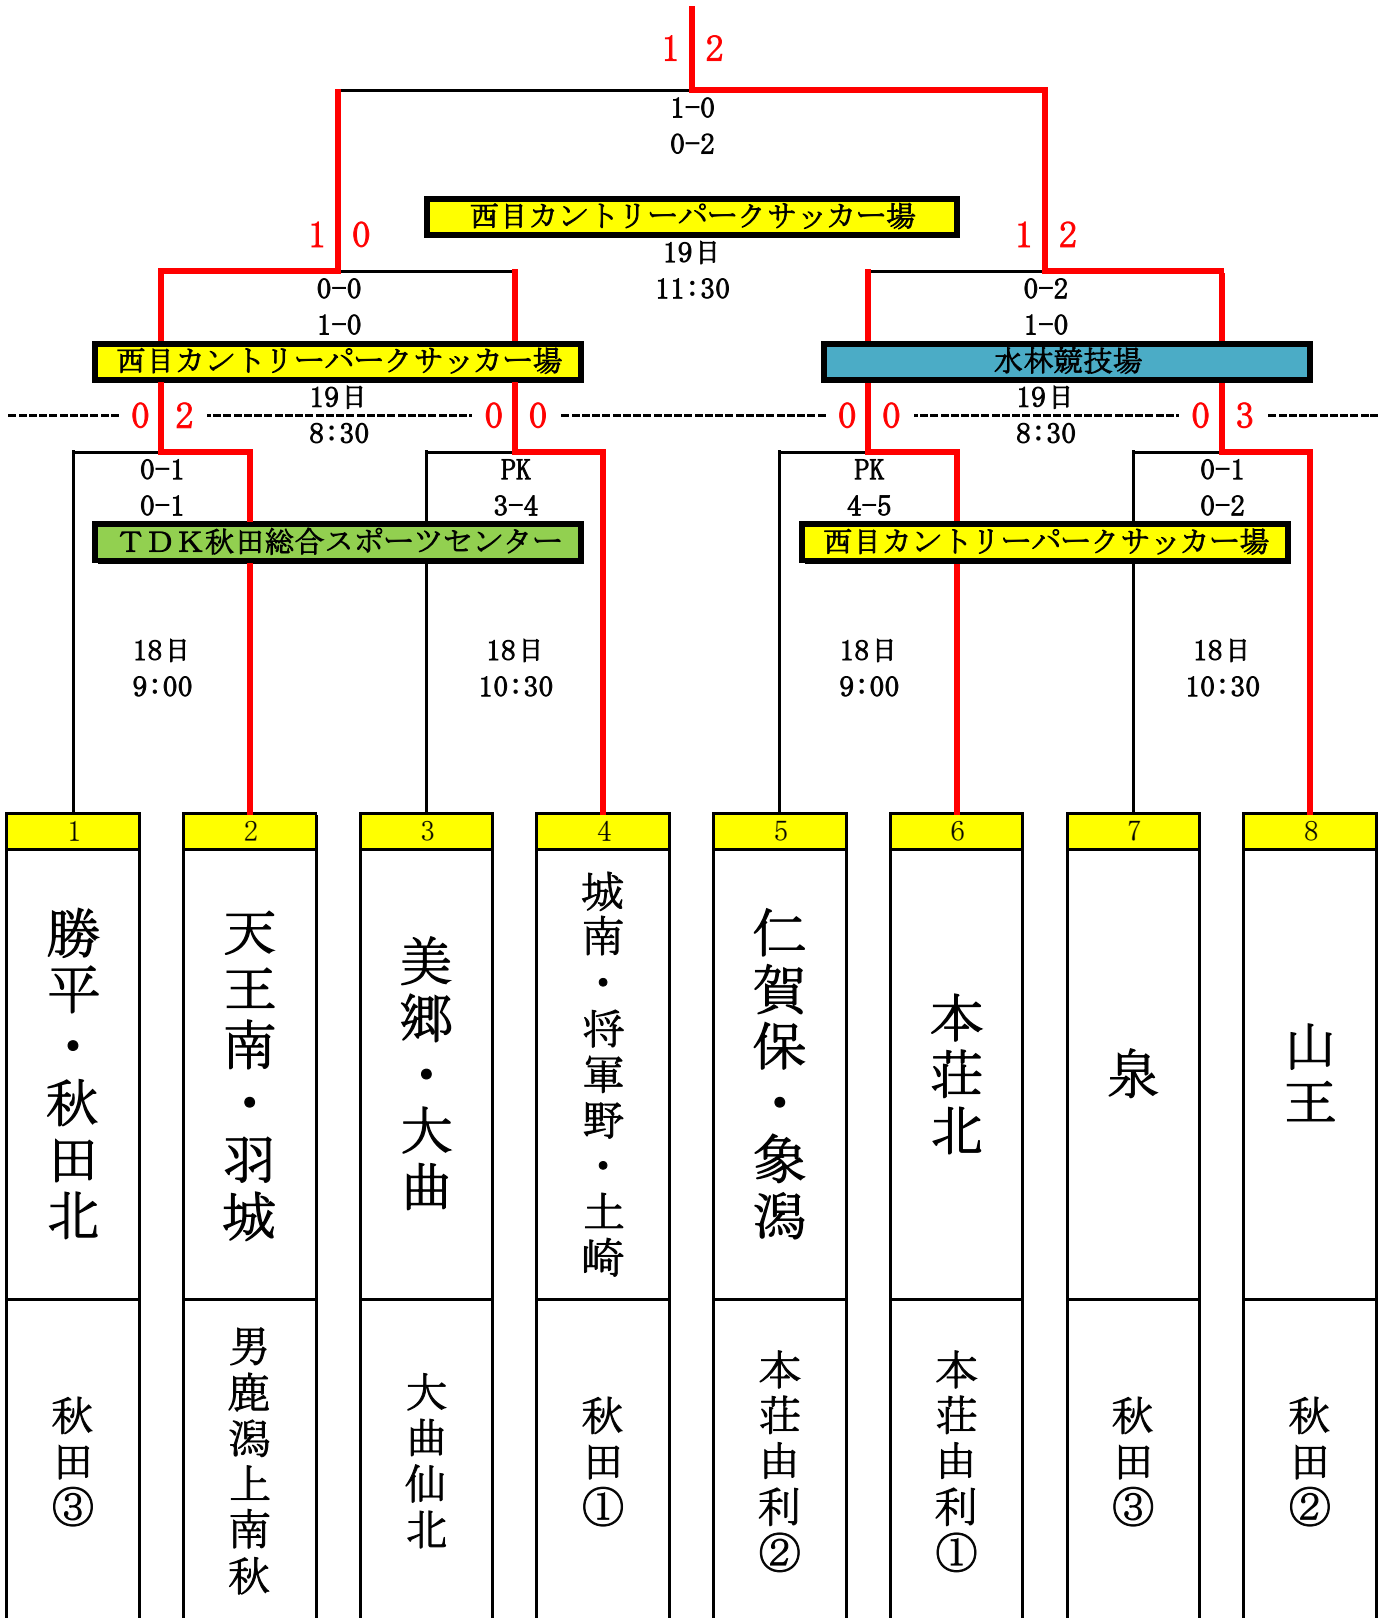 1 2
1-0
0-2
西目カントリーパークサッカー場
19日
11:30
1 0
0-0
1-0
西目カントリーパークサッカー場
19日
8:30
1 2
0-2
1-0
水林競技場
19日
8:30
0 2
0-1
0-1
0 0
PK
3-4
TDK秋田総合スポーツセンター
18日
9:00
18日
10:30
0 0
PK
4-5
0 3
0-1
0-2
西目カントリーパークサッカー場
18日
9:00
18日
10:30
1
勝平・秋田北
秋田③
2
天王南・羽城
男鹿潟上南秋
3
美郷・大曲
大曲仙北
4
城南・将軍野・土崎
秋田①
5
仁賀保・象潟
本荘由利②
6
本荘北
本荘由利①
7
泉
秋田③
8
山王
秋田②